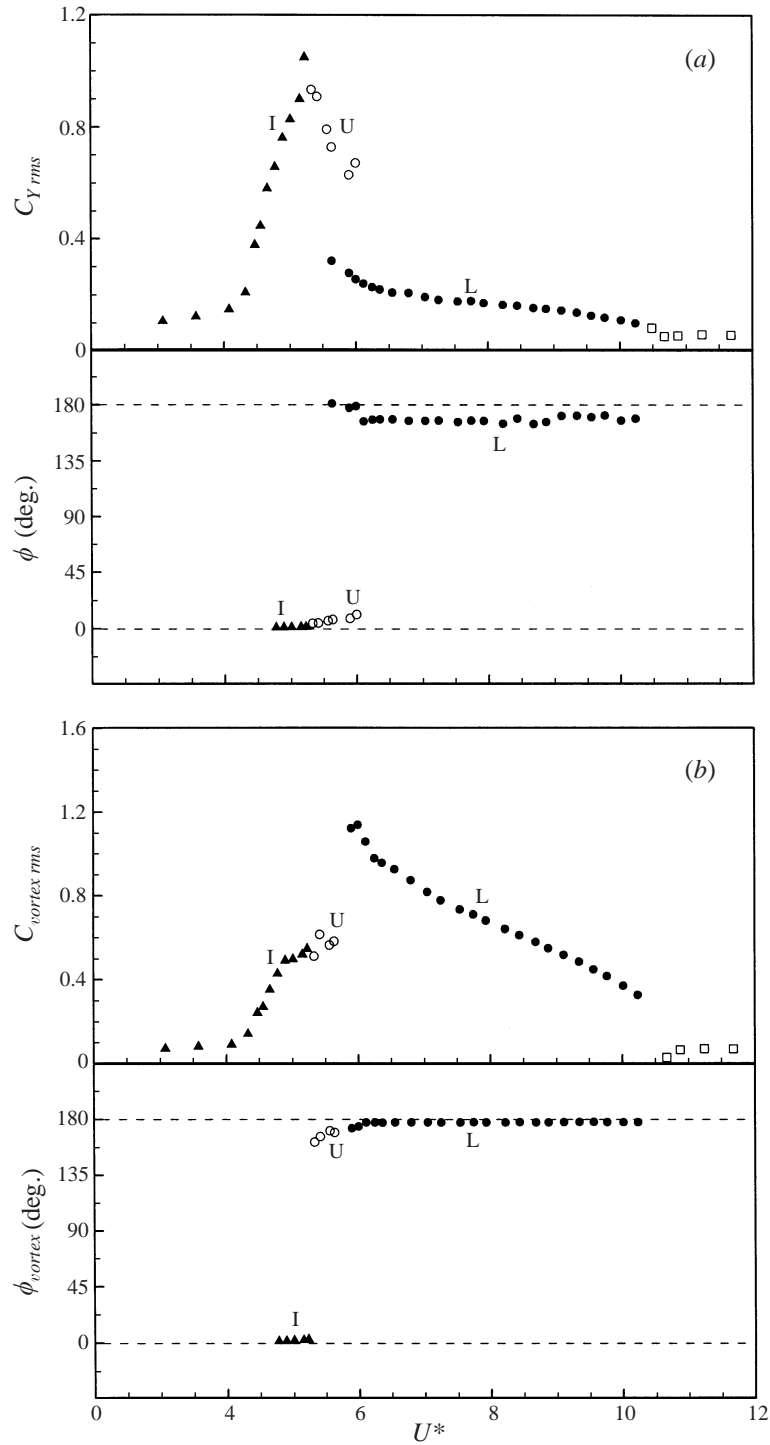 1.2
(a)
I
U
0.8
C_Y rms
0.4
L
0
180
L
135
ϕ (deg.)
90
45
I
U
0
1.6
(b)
1.2
C_vortex rms
L
0.8
U
I
0.4
0
180
U
L
135
ϕ_vortex (deg.)
90
45
I
0
0 2 4 6 8 10 12
U*